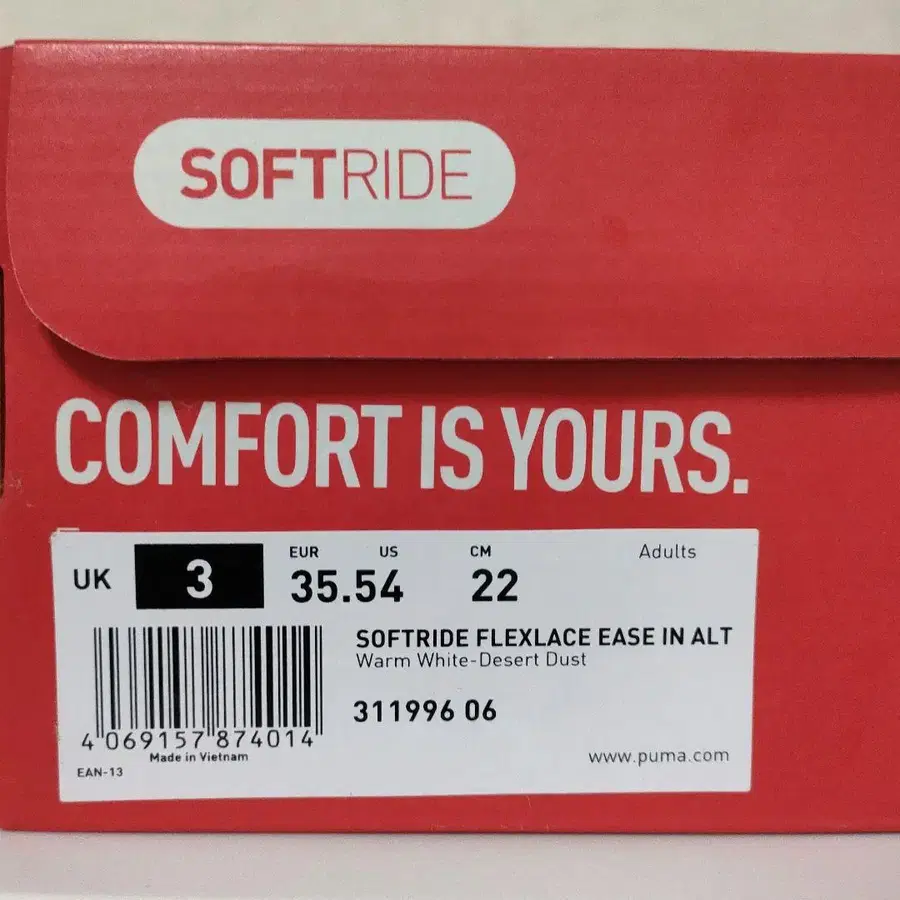 SOFTRIDE
COMFORT IS YOURS.
EUR US CM Adults
UK 3 35.54 22
SOFTRIDE FLEXLACE EASE IN ALT
Warm White-Desert Dust
311996 06
4 069157 874014
Made in Vietnam
www.puma.com
EAN-13